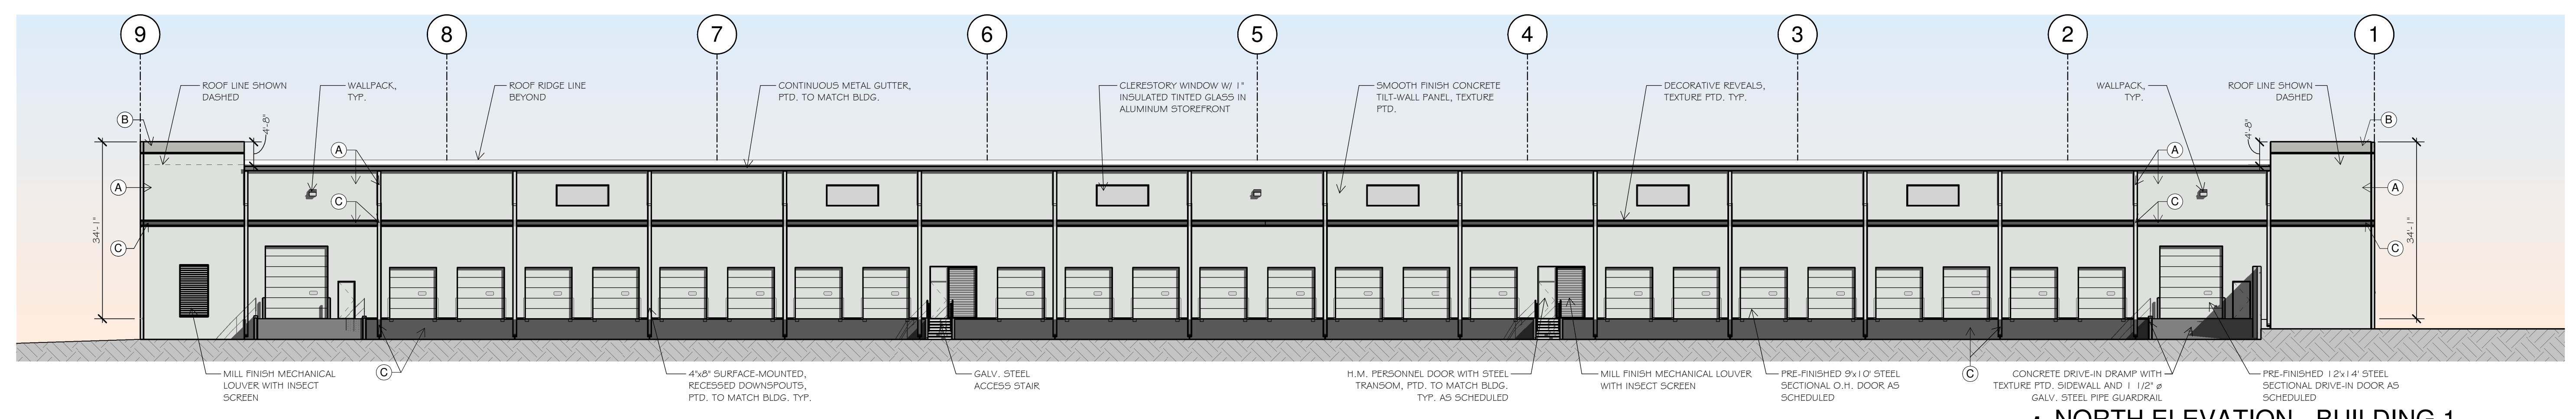 9
8
7
6
5
4
3
2
1
ROOF LINE SHOWN
DASHED
WALLPACK,
TYP.
ROOF RIDGE LINE
BEYOND
CONTINUOUS METAL GUTTER,
PTD. TO MATCH BLDG.
CLERESTORY WINDOW W/ 1"
INSULATED TINTED GLASS IN
ALUMINUM STOREFRONT
SMOOTH FINISH CONCRETE
TILT-WALL PANEL, TEXTURE
PTD.
DECORATIVE REVEALS,
TEXTURE PTD. TYP.
WALLPACK,
TYP.
ROOF LINE SHOWN
DASHED
B
4'-8"
A
A
C
C
34'-1"
4'-8"
B
A
A
C
C
34'-1"
C
C
MILL FINISH MECHANICAL
LOUVER WITH INSECT
SCREEN
4"x8" SURFACE-MOUNTED,
RECESSED DOWNSPOUTS,
PTD. TO MATCH BLDG. TYP.
GALV. STEEL
ACCESS STAIR
H.M. PERSONNEL DOOR WITH STEEL
TRANSOM, PTD. TO MATCH BLDG.
TYP. AS SCHEDULED
MILL FINISH MECHANICAL LOUVER
WITH INSECT SCREEN
PRE-FINISHED 9'x10' STEEL
SECTIONAL O.H. DOOR AS
SCHEDULED
CONCRETE DRIVE-IN DRAMP WITH
TEXTURE PTD. SIDEWALL AND 1 1/2" ø
GALV. STEEL PIPE GUARDRAIL
PRE-FINISHED 12'x14' STEEL
SECTIONAL DRIVE-IN DOOR AS
SCHEDULED
NORTH ELEVATION - BUILDING 1